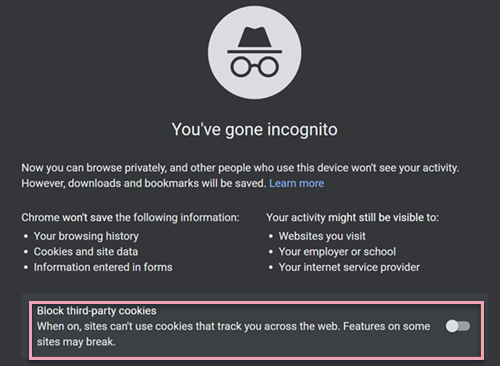 You've gone incognito
Now you can browse privately, and other people who use this device won't see your activity.
However, downloads and bookmarks will be saved. Learn more
Chrome won't save the following information:
• Your browsing history
• Cookies and site data
• Information entered in forms
Your activity might still be visible to:
• Websites you visit
• Your employer or school
• Your internet service provider
Block third-party cookies
When on, sites can't use cookies that track you across the web. Features on some
sites may break.